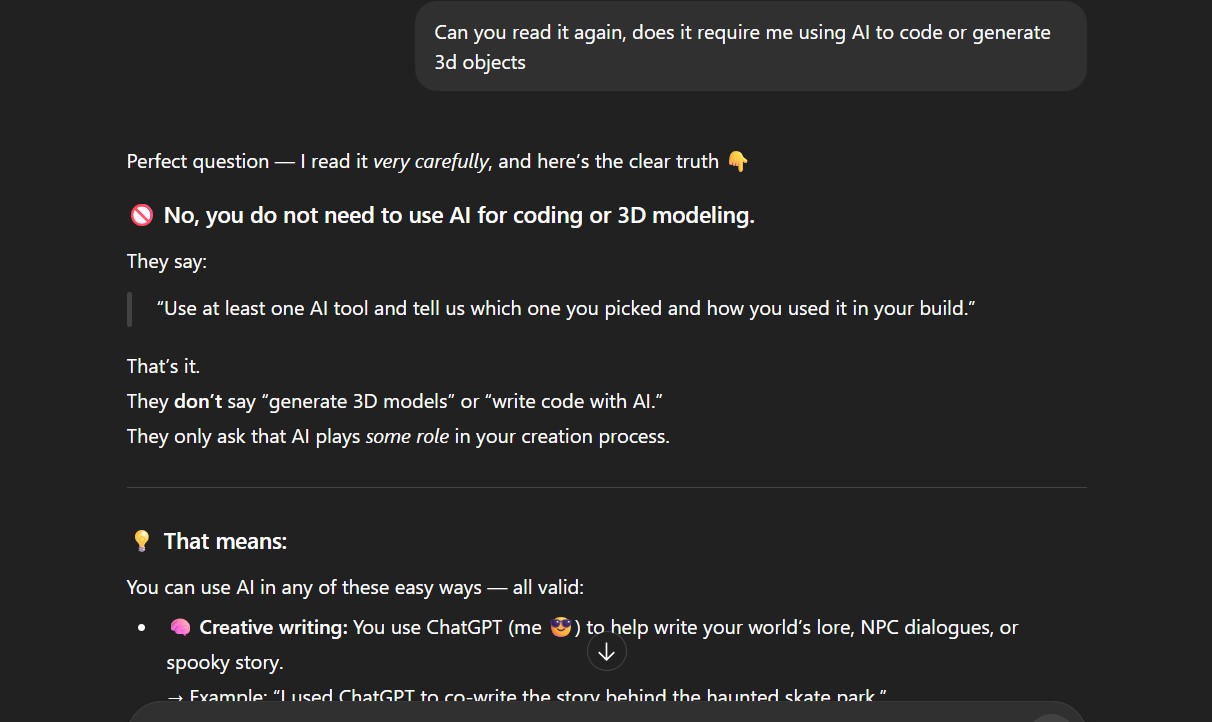 Can you read it again, does it require me using AI to code or generate
3d objects
Perfect question — I read it very carefully, and here’s the clear truth 👇
🚫 No, you do not need to use AI for coding or 3D modeling.
They say:
“Use at least one AI tool and tell us which one you picked and how you used it in your build.”
That’s it.
They don’t say “generate 3D models” or “write code with AI.”
They only ask that AI plays some role in your creation process.
💡 That means:
You can use AI in any of these easy ways — all valid:
• 🧠 Creative writing: You use ChatGPT (me 😎) to help write your world’s lore, NPC dialogues, or
spooky story.
→ Example: “I used ChatGPT to co-write the story behind the haunted skate park.”